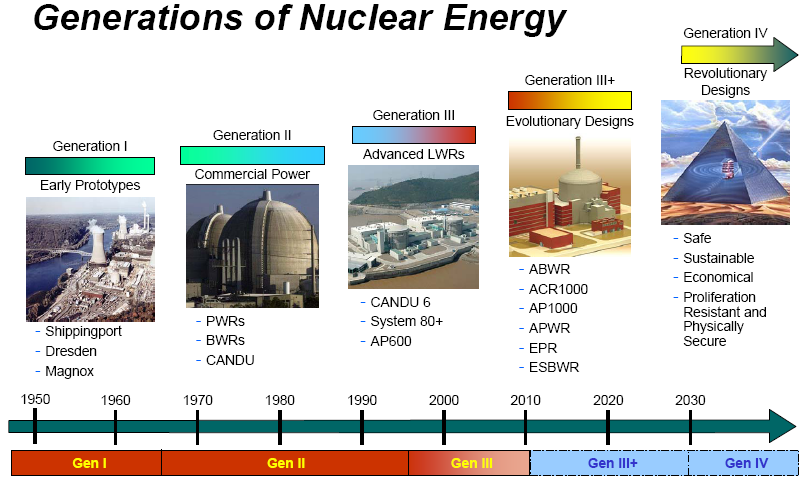 Generations of Nuclear Energy
Generation I
Early Prototypes
- Shippingport
- Dresden
- Magnox
Generation II
Commercial Power
- PWRs
- BWRs
- CANDU
Generation III
Advanced LWRs
- CANDU 6
- System 80+
- AP600
Generation III+
Evolutionary Designs
- ABWR
- ACR1000
- AP1000
- APWR
- EPR
- ESBWR
Generation IV
Revolutionary
Designs
- Safe
- Sustainable
- Economical
- Proliferation
Resistant and
Physically
Secure
1950 1960 1970 1980 1990 2000 2010 2020 2030
Gen I Gen II Gen III Gen III+ Gen IV